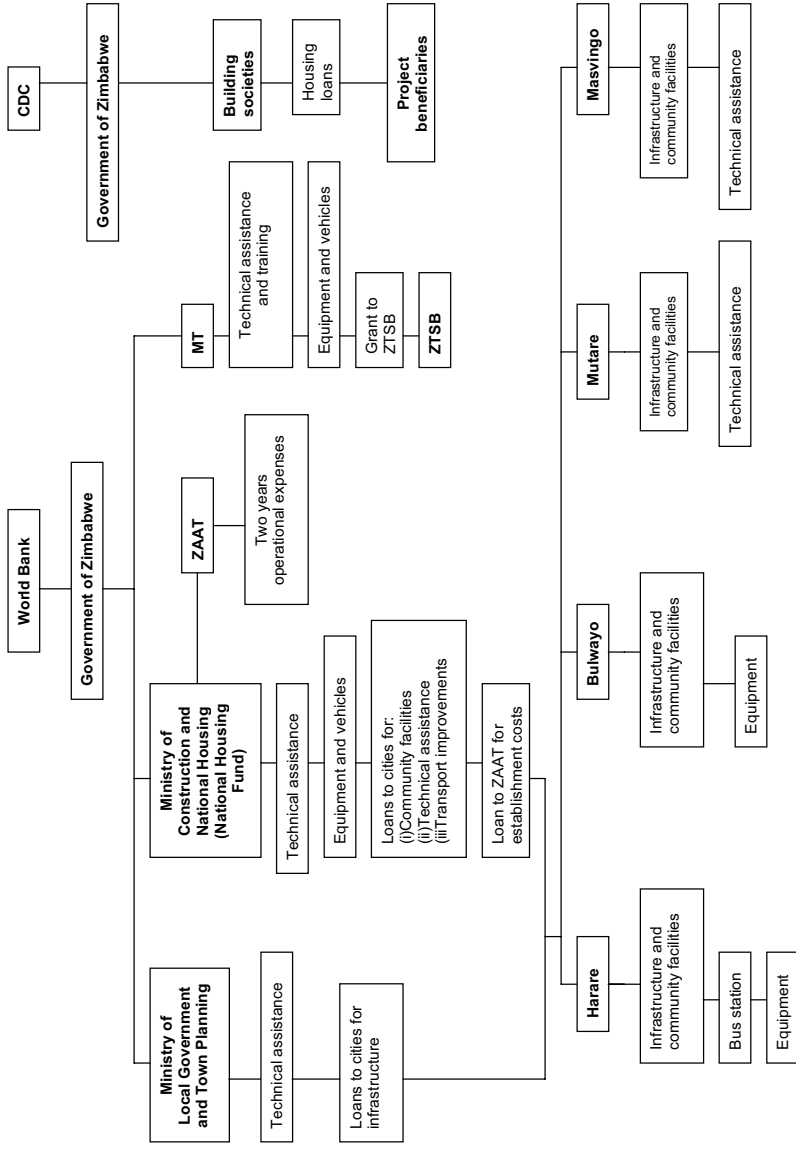 World Bank
Government of Zimbabwe
Ministry of
Local Government
and Town Planning
Technical assistance
Loans to cities for
infrastructure
Ministry of
Construction and
National Housing
(National Housing
Fund)
Technical assistance
Equipment and vehicles
Loans to cities for:
(i)Community facilities
(ii)Technical assistance
(iiiTransport improvements
Loan to ZAAT for
establishment costs
ZAAT
Two years
operational expenses
MT
Technical assistance
and training
Equipment and vehicles
Grant to
ZTSB
ZTSB
CDC
Government of Zimbabwe
Building
societies
Housing
loans
Project
beneficiaries
Harare
Infrastructure and
community facilities
Bus station
Equipment
Bulwayo
Infrastructure and
community facilities
Equipment
Mutare
Infrastructure and
community facilities
Technical assistance
Masvingo
Infrastructure and
community facilities
Technical assistance